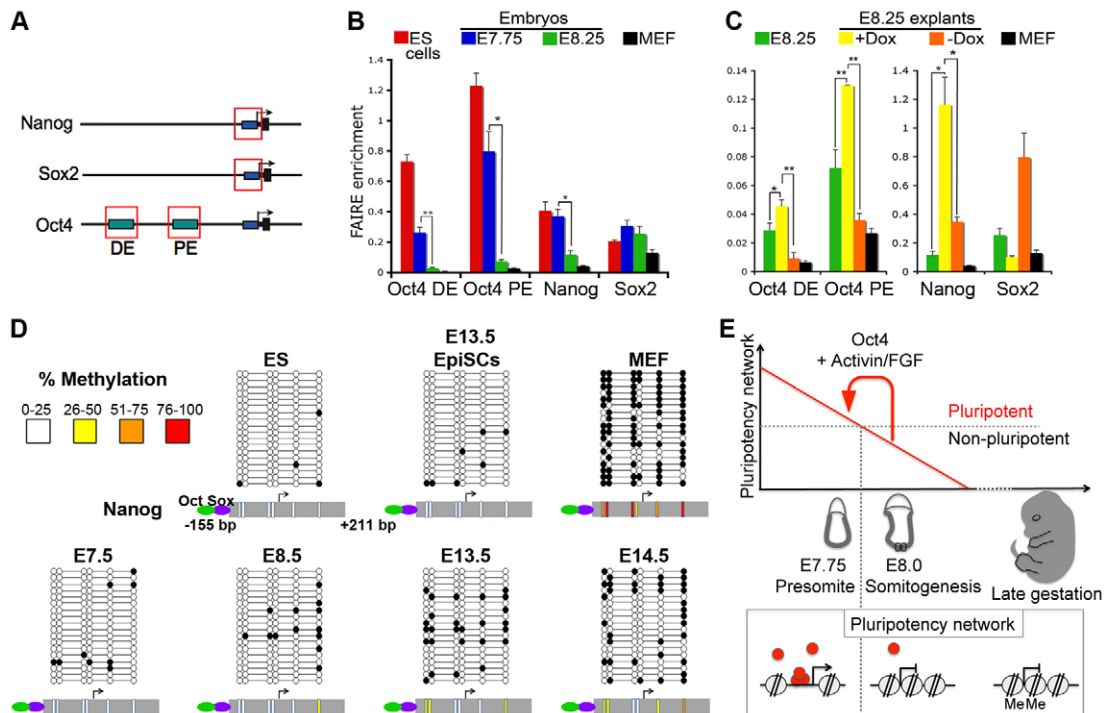 A
Nanog
Sox2
Oct4
DE PE
B
Embryos
ES cells E7.75 E8.25 MEF
FAIRE enrichment
1.4
1.2
1
0.8
0.6
0.4
0.2
0
Oct4 DE Oct4 PE Nanog Sox2
** * *
C
E8.25 explants
E8.25 +Dox -Dox MEF
0.14
0.12
0.1
0.08
0.06
0.04
0.02
0
* ** ** **
Oct4 DE Oct4 PE
1.4
1.2
1
0.8
0.6
0.4
0.2
0
* *
Nanog Sox2
D
% Methylation
0-25 26-50 51-75 76-100
ES
E13.5
EpiSCs
MEF
Nanog
Oct Sox
-155 bp +211 bp
E7.5 E8.5 E13.5 E14.5
E
Pluripotency network
Oct4
+ Activin/FGF
Pluripotent
Non-pluripotent
E7.75 E8.0
Presomite Somitogenesis
Late gestation
Pluripotency network
MeMe